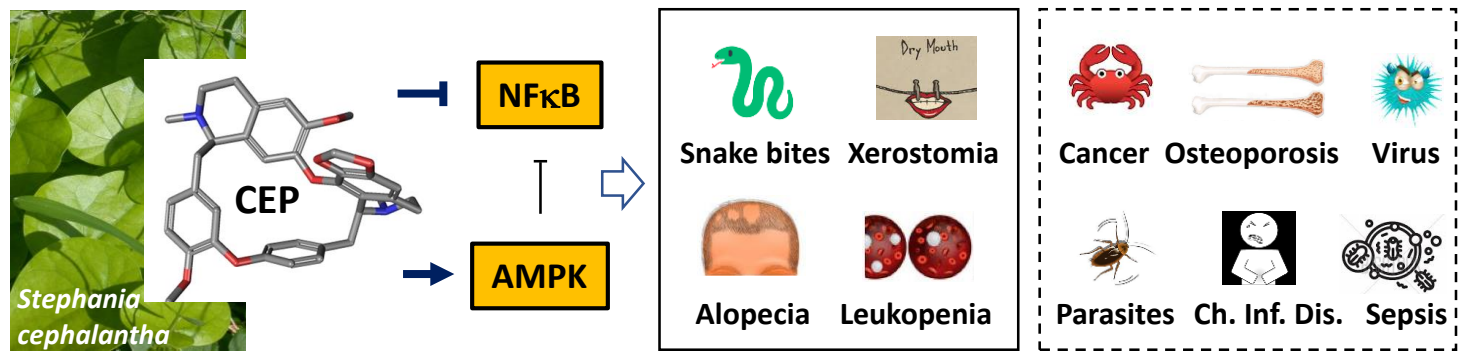 Stephania
cephalantha
CEP
NFκB
AMPK
Dry Mouth
Snake bites
Xerostomia
Alopecia
Leukopenia
Cancer
Osteoporosis
Virus
Parasites
Ch. Inf. Dis.
Sepsis